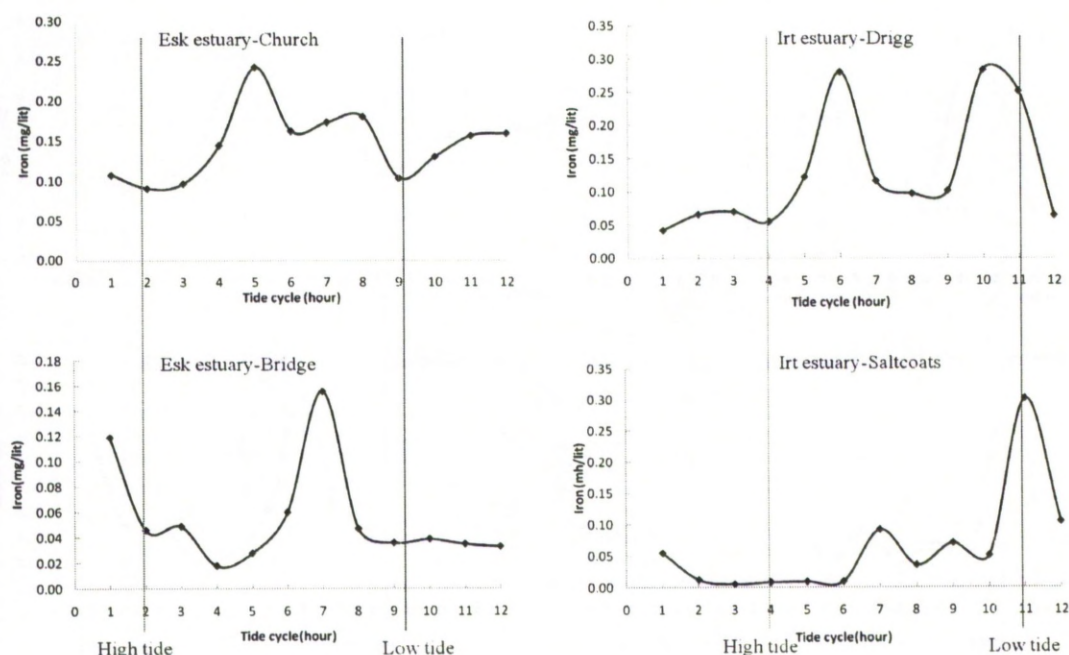 Esk estuary-Church
0.30
0.25
0.20
0.15
0.10
0.05
0.00
Iron (mg/lit)
0 1 2 3 4 5 6 7 8 9 10 11 12
Tide cycle (hour)
Irt estuary-Drigg
0.35
0.30
0.25
0.20
0.15
0.10
0.05
0.00
Iron (mg/lit)
0 1 2 3 4 5 6 7 8 9 10 11 12
Tide cycle (hour)
Esk estuary-Bridge
0.18
0.16
0.14
0.12
0.10
0.08
0.06
0.04
0.02
0.00
Iron(mg/lit)
0 1 2 3 4 5 6 7 8 9 10 11 12
Tide cycle(hour)
High tide
Low tide
Irt estuary-Saltcoats
0.35
0.30
0.25
0.20
0.15
0.10
0.05
0.00
Iron (mh/lit)
0 1 2 3 4 5 6 7 8 9 10 11 12
Tide cycle(hour)
High tide
Low tide